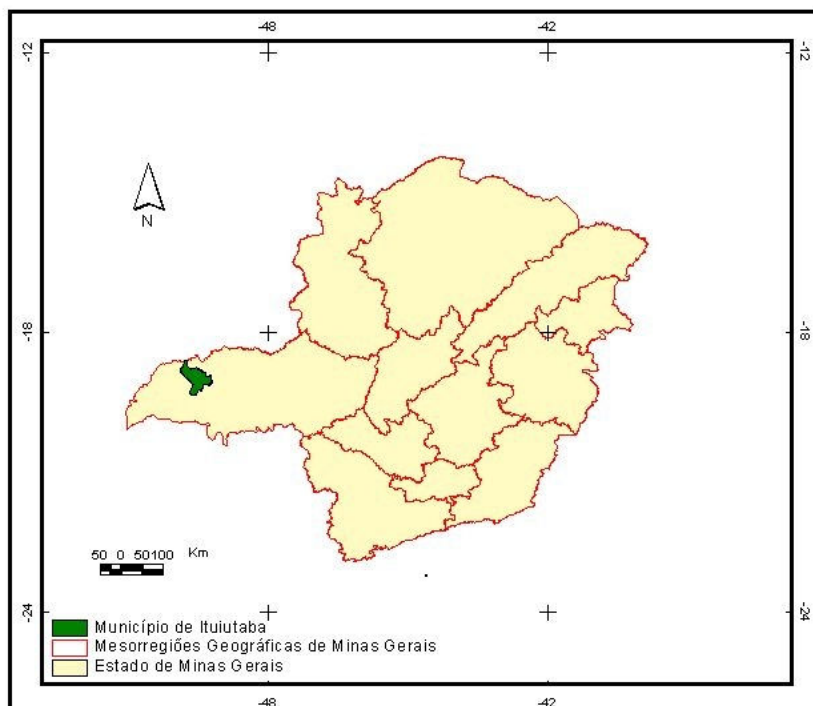 -48 -42
-12 -12
N
-18 -18
50 0 50100 Km
-24 -24
Município de Ituiutaba
Mesorregiões Geográficas de Minas Gerais
Estado de Minas Gerais
-48 -42